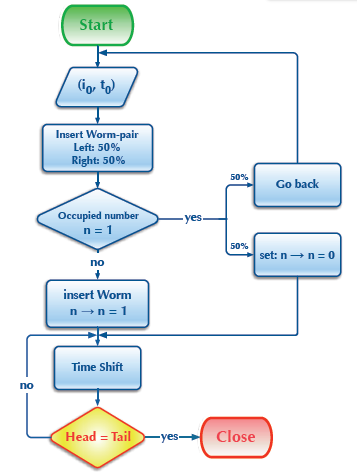 Start
(i0, t0)
Insert Worm-pair
Left: 50%
Right: 50%
50%
Go back
Occupied number
n = 1
yes
50%
set: n → n = 0
no
insert Worm
n → n = 1
Time Shift
no
Head = Tail
yes
Close